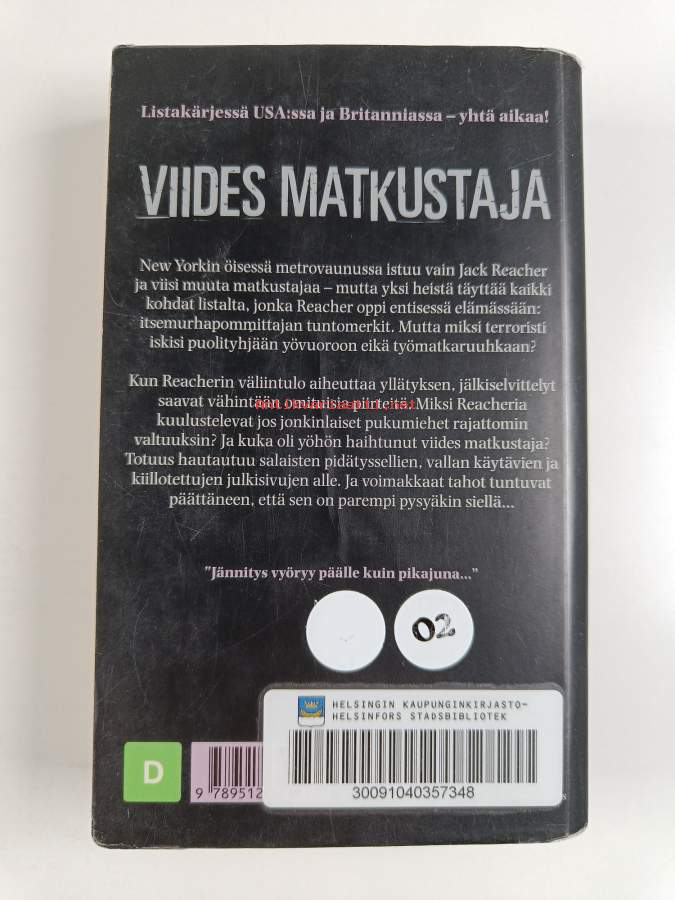 Listakärjessä USA:ssa ja Britanniassa – yhtä aikaa!
VIIDES MATKUSTAJA
New Yorkin öisessä metrovaunussa istuu vain Jack Reacher
ja viisi muuta matkustajaa – mutta yksi heistä täyttää kaikki
kohdat listalta, jonka Reacher oppi entisessä elämässään:
itsemurhapommittajan tuntomerkit. Mutta miksi terroristi
iskisi puolityhjään yövuoroon eikä työmatkaruuhkaan?
Kun Reacherin väliintulo aiheuttaa yllätyksen, jälkiselvittelyt
saavat vähintään omituisia piirteitä. Miksi Reacheria
kuulustelevat jos jonkinlaiset pukumiehet rajattomin
valtuuksin? Ja kuka oli yöhön haihtunut viides matkustaja?
Totuus hautautuu salaisten pidätyssellien, vallan käytävien ja
kiillotettujen julkisivujen alle. Ja voimakkaat tahot tuntuvat
päättäneen, että sen on parempi pysyäkin siellä...
"Jännitys vyöryy päälle kuin pikajuna..."
02
HELSINGIN KAUPUNGINKIRJASTO-
HELSINFORS STADSBIBLIOTEK
D
9 789512
30091040357348